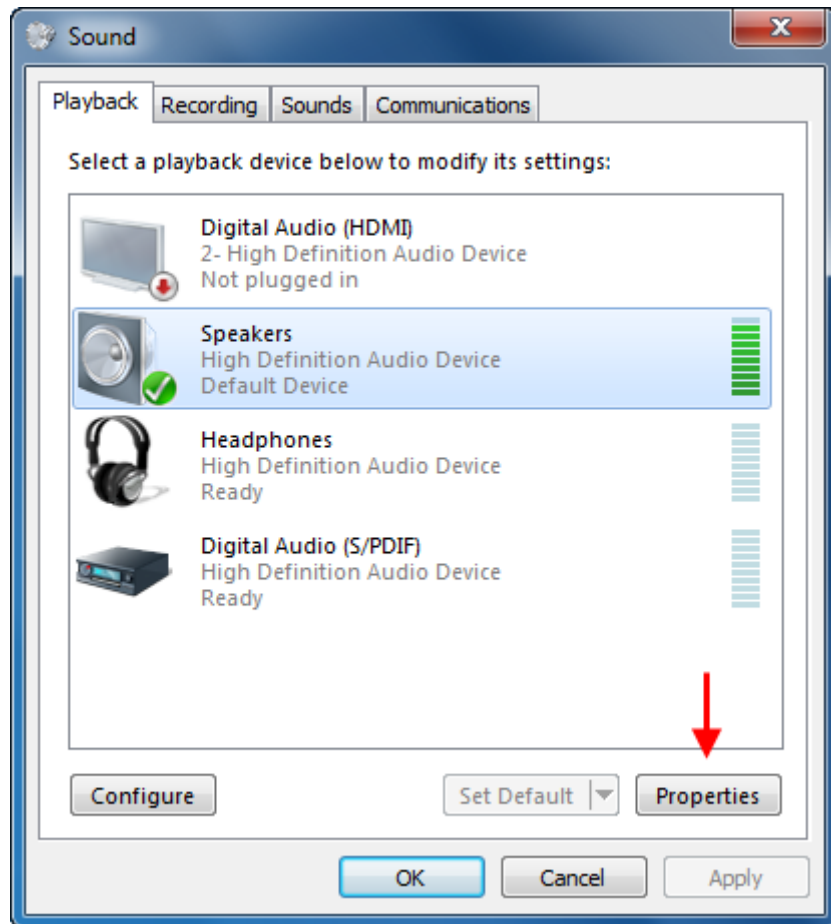 Sound
Playback Recording Sounds Communications
Select a playback device below to modify its settings:
Digital Audio (HDMI)
2- High Definition Audio Device
Not plugged in
Speakers
High Definition Audio Device
Default Device
Headphones
High Definition Audio Device
Ready
Digital Audio (S/PDIF)
High Definition Audio Device
Ready
Configure Set Default Properties
OK Cancel Apply